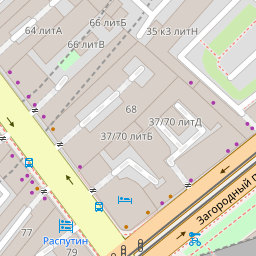 66 литБ
64 литА
35 к3 литН
66 литВ
68
37/70 литД
37/70 литБ
Загородный п
77
Распутин
79